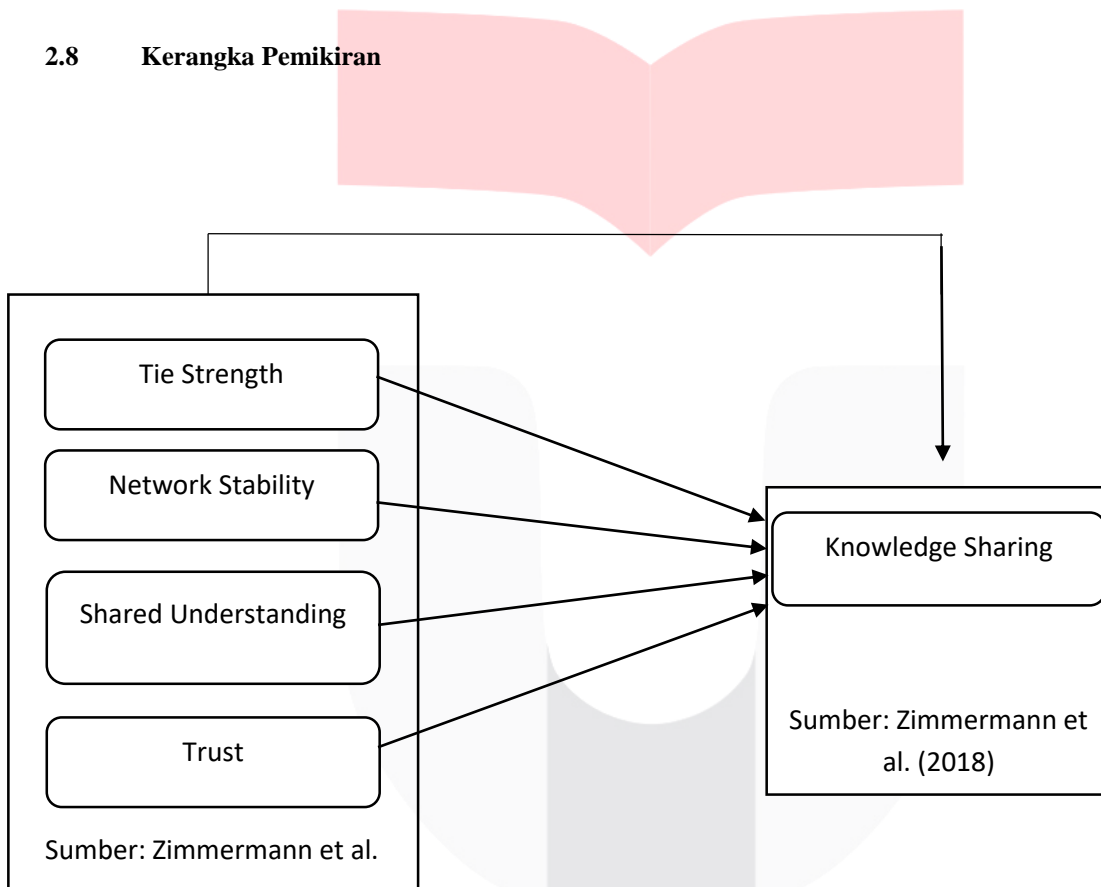 2.8 Kerangka Pemikiran
Tie Strength
Network Stability
Shared Understanding
Trust
Sumber: Zimmermann et al.
Knowledge Sharing
Sumber: Zimmermann et
al. (2018)